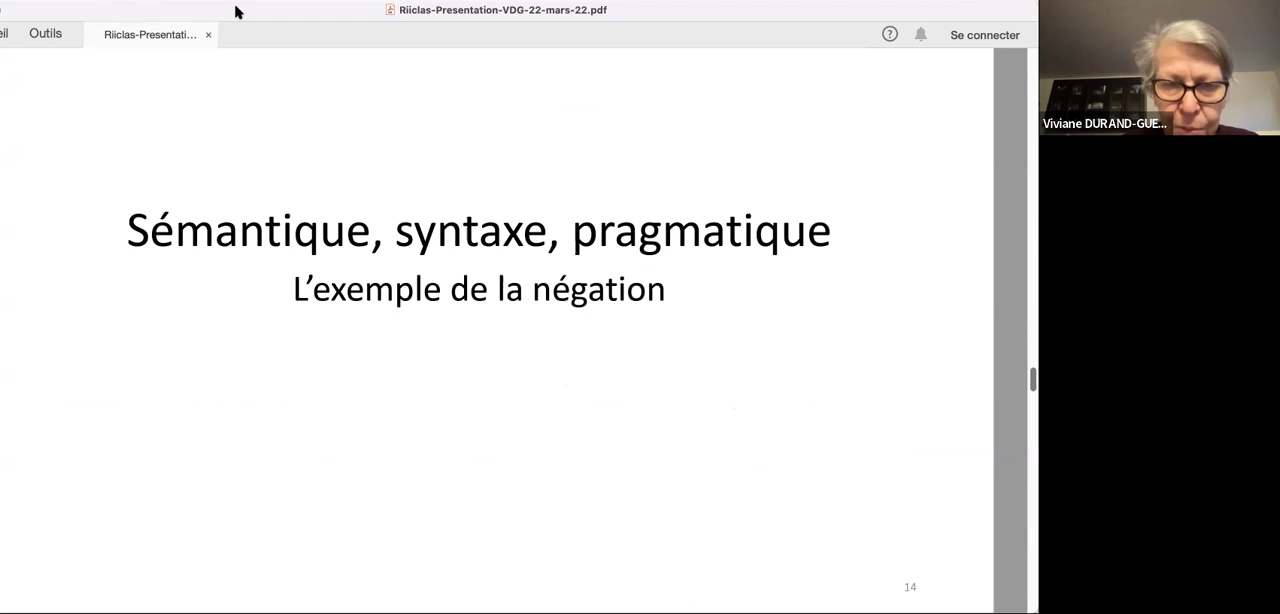 Riiclas-Presentation-VDG-22-mars-22.pdf
eil Outils Riiclas-Presentati... × ? Se connecter
Viviane DURAND-GUE...
Sémantique, syntaxe, pragmatique
L'exemple de la négation
14